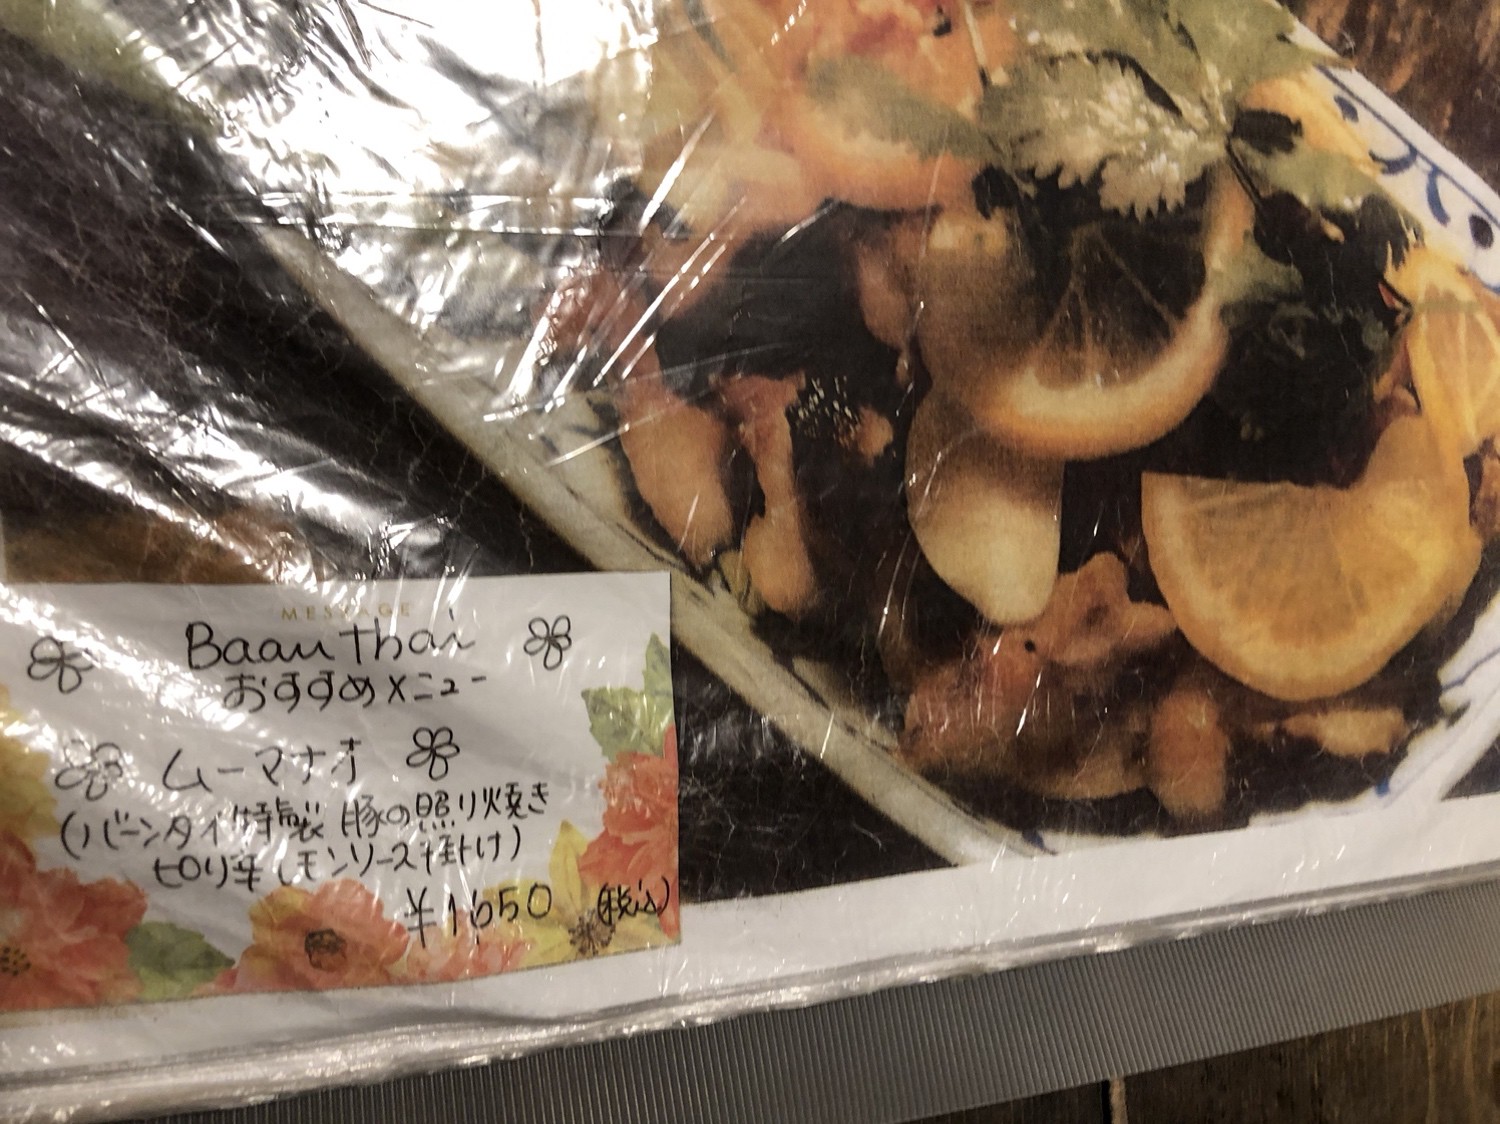 MESSAGE
Baan Thai
おすすめメニュー
ムーマナオ
(バーンタイ特製 豚の照り焼き
ピリ辛レモンソース掛け)
¥1650 (税込)